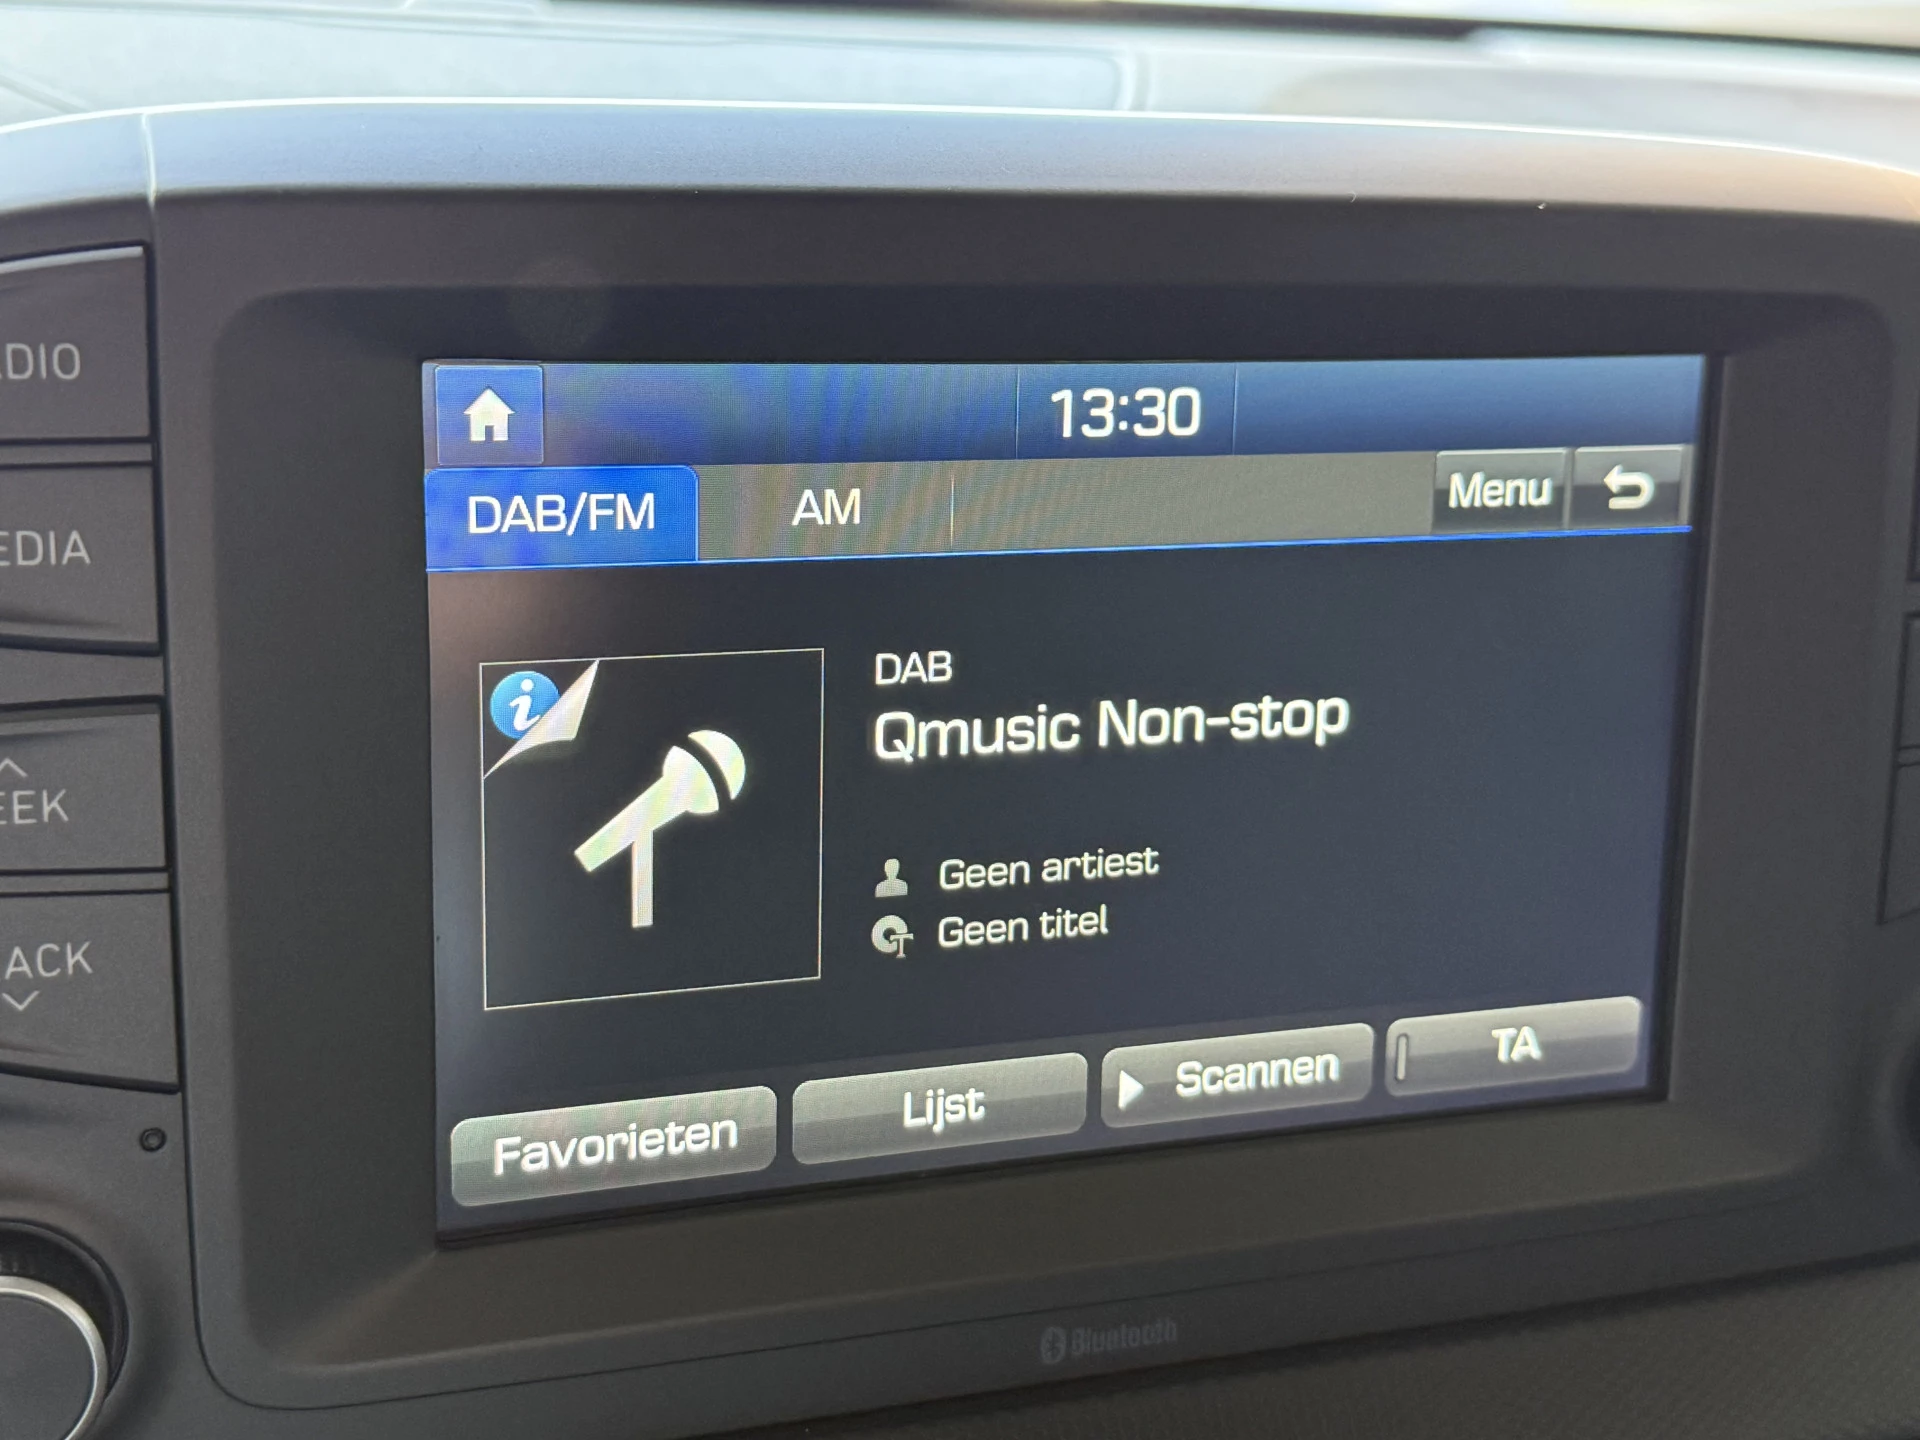 13:30
DAB/FM AM Menu
DAB
Qmusic Non-stop
Geen artiest
Geen titel
Favorieten Lijst Scannen TA
DIO
EDIA
EEK
ACK
Bluetooth